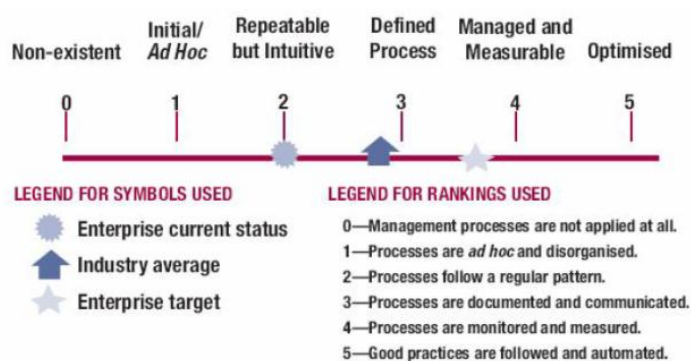 Non-existent
Initial/
Ad Hoc
Repeatable
but Intuitive
Defined
Process
Managed and
Measurable
Optimised
0 1 2 3 4 5
LEGEND FOR SYMBOLS USED
Enterprise current status
Industry average
Enterprise target
LEGEND FOR RANKINGS USED
0—Management processes are not applied at all.
1—Processes are ad hoc and disorganised.
2—Processes follow a regular pattern.
3—Processes are documented and communicated.
4—Processes are monitored and measured.
5—Good practices are followed and automated.